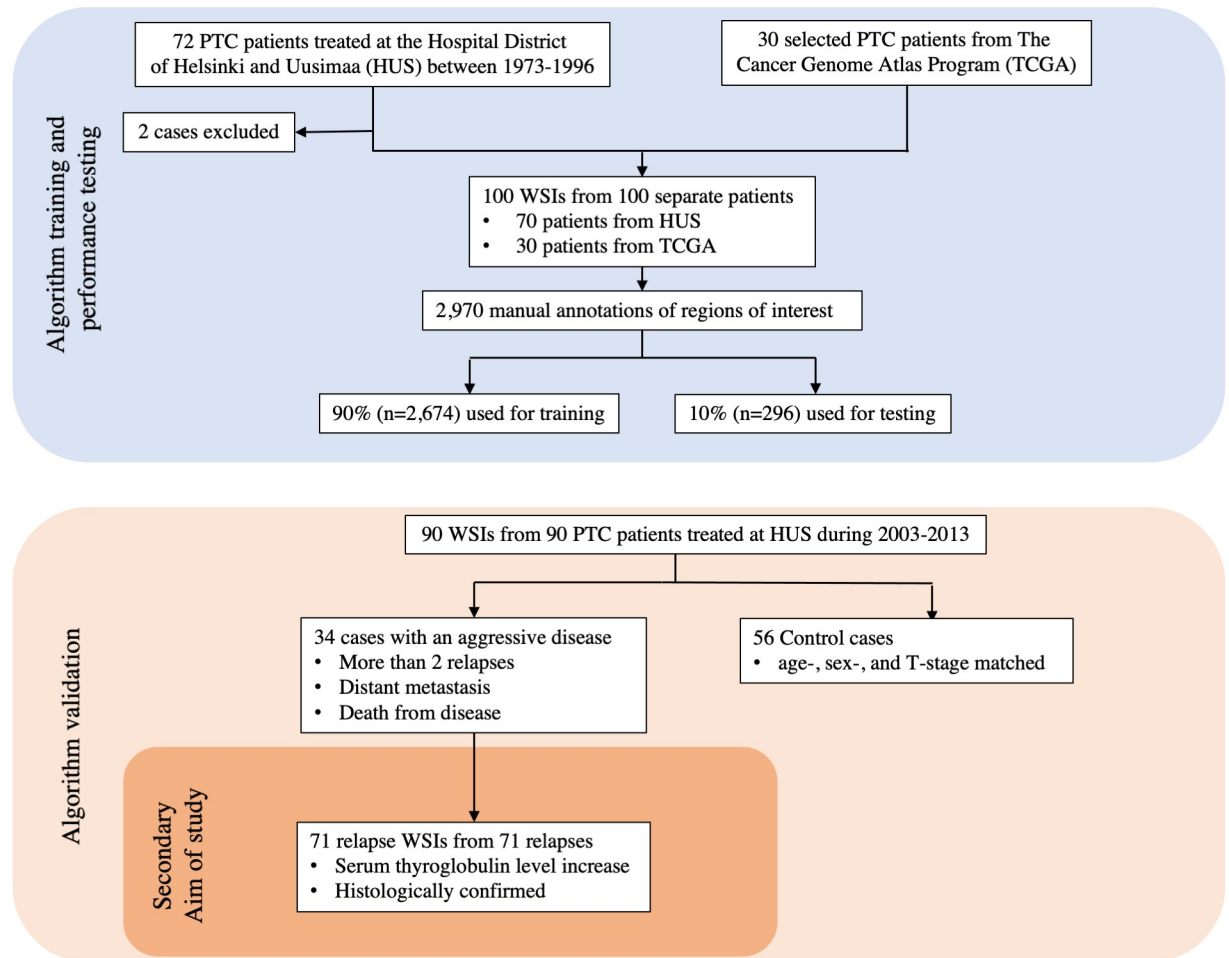 72 PTC patients treated at the Hospital District
of Helsinki and Uusimaa (HUS) between 1973-1996
30 selected PTC patients from The
Cancer Genome Atlas Program (TCGA)
2 cases excluded
Algorithm training and
performance testing
100 WSIs from 100 separate patients
• 70 patients from HUS
• 30 patients from TCGA
2,970 manual annotations of regions of interest
90% (n=2,674) used for training
10% (n=296) used for testing
90 WSIs from 90 PTC patients treated at HUS during 2003-2013
Algorithm validation
34 cases with an aggressive disease
• More than 2 relapses
• Distant metastasis
• Death from disease
56 Control cases
• age-, sex-, and T-stage matched
Secondary
Aim of study
71 relapse WSIs from 71 relapses
• Serum thyroglobulin level increase
• Histologically confirmed